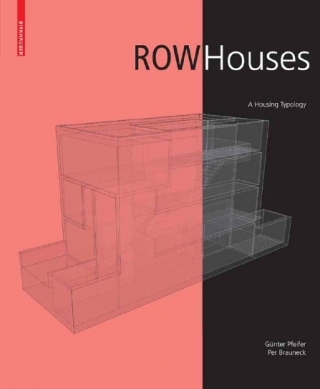 BIRKHÄUSER
ROWHouses
A Housing Typology
Günter Pfeifer
Per Brauneck